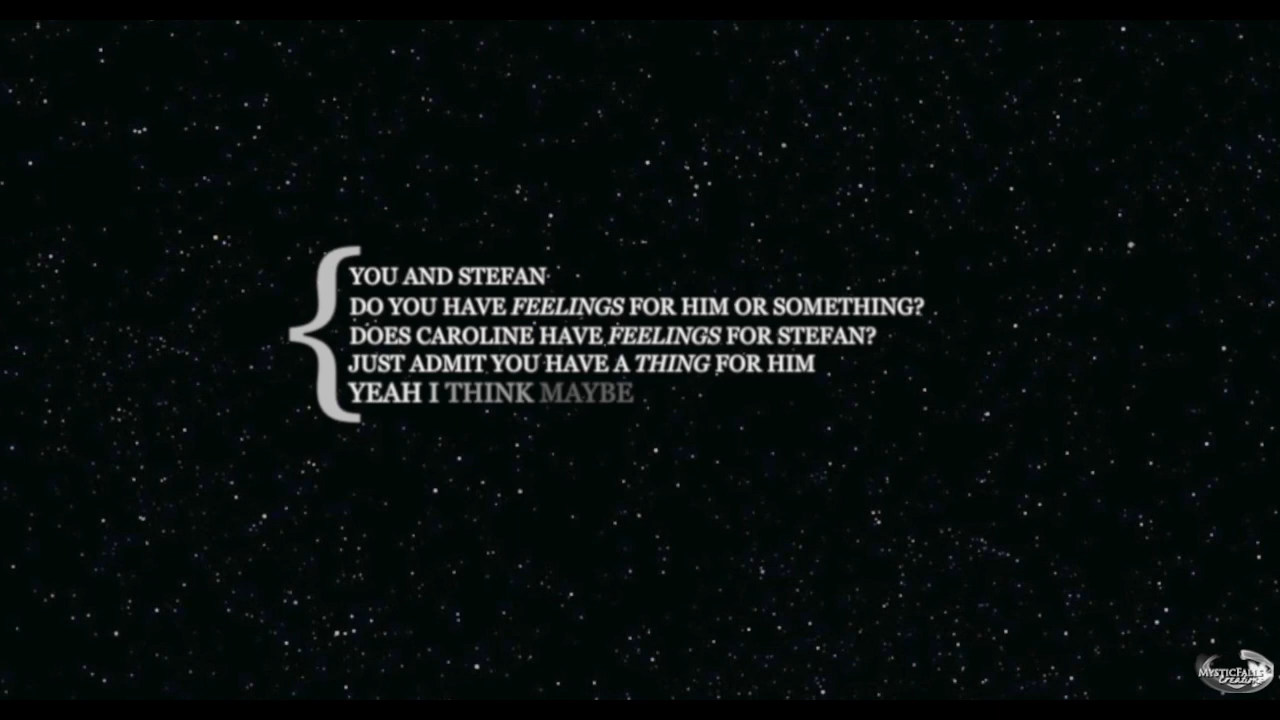 YOU AND STEFAN
DO YOU HAVE FEELINGS FOR HIM OR SOMETHING?
DOES CAROLINE HAVE FEELINGS FOR STEFAN?
JUST ADMIT YOU HAVE A THING FOR HIM
YEAH I THINK MAYBE
MYSTICFALLS